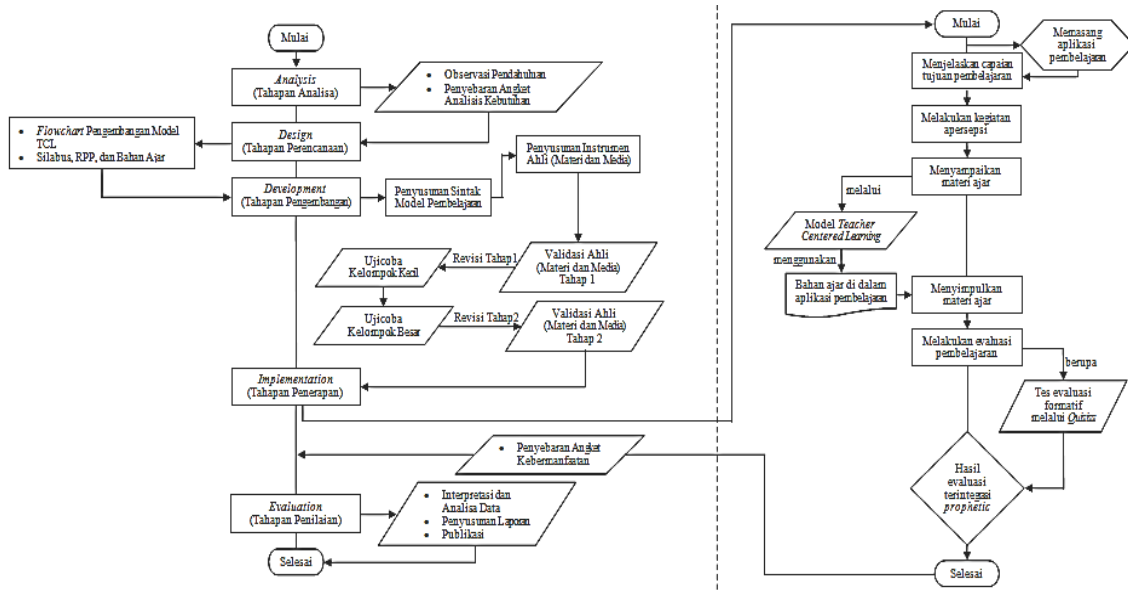 Mulai
Analysis
(Tahapan Analisa)
• Observasi Pendahuluan
• Penyebaran Angket
Analisis Kebutuhan
Design
(Tahapan Perencanaan)
• Flowchart Pengembangan Model
TCL
• Silabus, RPP, dan Bahan Ajar
Development
(Tahapan Pengembangan)
Penyusunan Sintak
Model Pembelajaran
Penyusunan Instrumen
Ahli (Materi dan Media)
Validasi Ahli
(Materi dan Media)
Tahap 1
Revisi Tahap1
Ujicoba
Kelompok Kecil
Ujicoba
Kelompok Besar
Revisi Tahap2
Validasi Ahli
(Materi dan Media)
Tahap 2
Implementation
(Tahapan Penerapan)
• Penyebaran Angket
Kebermanfaatan
Evaluation
(Tahapan Penilaian)
• Interpretasi dan
Analisa Data
• Penyusunan Laporan
• Publikasi
Selesai
Mulai
Memasang
aplikasi
pembelajaran
Menjelaskan capaian
tujuan pembelajaran
Melakukan kegiatan
apersepsi
Menyampaikan
materi ajar
melalui
Model Teacher
Centered Learning
menggunakan
Bahan ajar di dalam
aplikasi pembelajaran
Menyimpulkan
materi ajar
Melakukan evaluasi
pembelajaran
berupa
Tes evaluasi
formatif
melalui Quizizz
Hasil
evaluasi
terintegasi
prophetic
Selesai